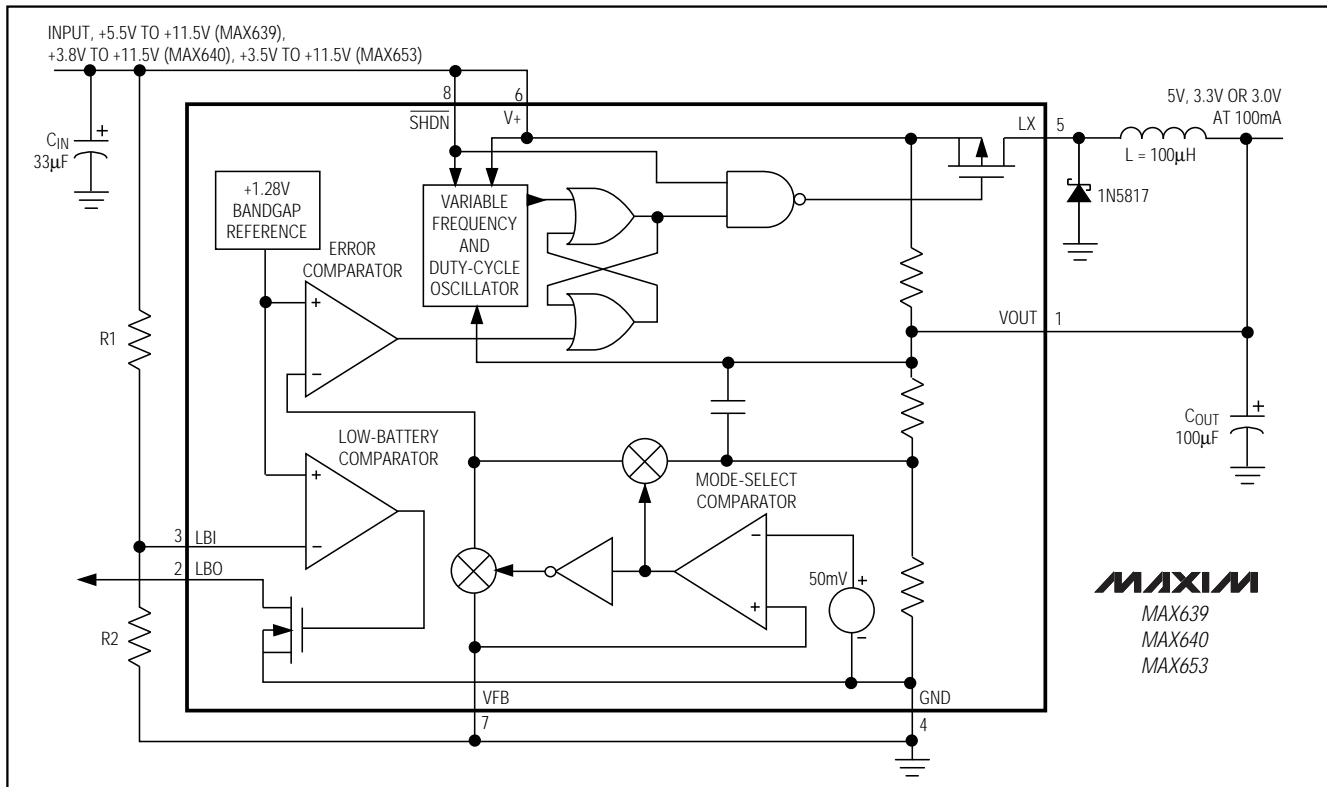 INPUT, +5.5V TO +11.5V (MAX639),
+3.8V TO +11.5V (MAX640), +3.5V TO +11.5V (MAX653)
8
6
SHDN
V+
LX
5
5V, 3.3V OR 3.0V
AT 100mA
CIN
33µF
+
L = 100µH
1N5817
+1.28V
BANDGAP
REFERENCE
VARIABLE
FREQUENCY
AND
DUTY-CYCLE
OSCILLATOR
ERROR
COMPARATOR
+
−
R1
VOUT
1
COUT
100µF
+
LOW-BATTERY
COMPARATOR
+
−
MODE-SELECT
COMPARATOR
−
+
50mV
+
−
3
LBI
2
LBO
R2
MAXIM
MAX639
MAX640
MAX653
VFB
7
GND
4